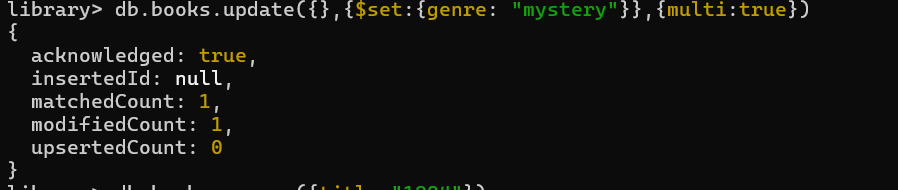 library> db.books.update({},{$set:{genre: "mystery"}},{multi:true})
{
  acknowledged: true,
  insertedId: null,
  matchedCount: 1,
  modifiedCount: 1,
  upsertedCount: 0
}